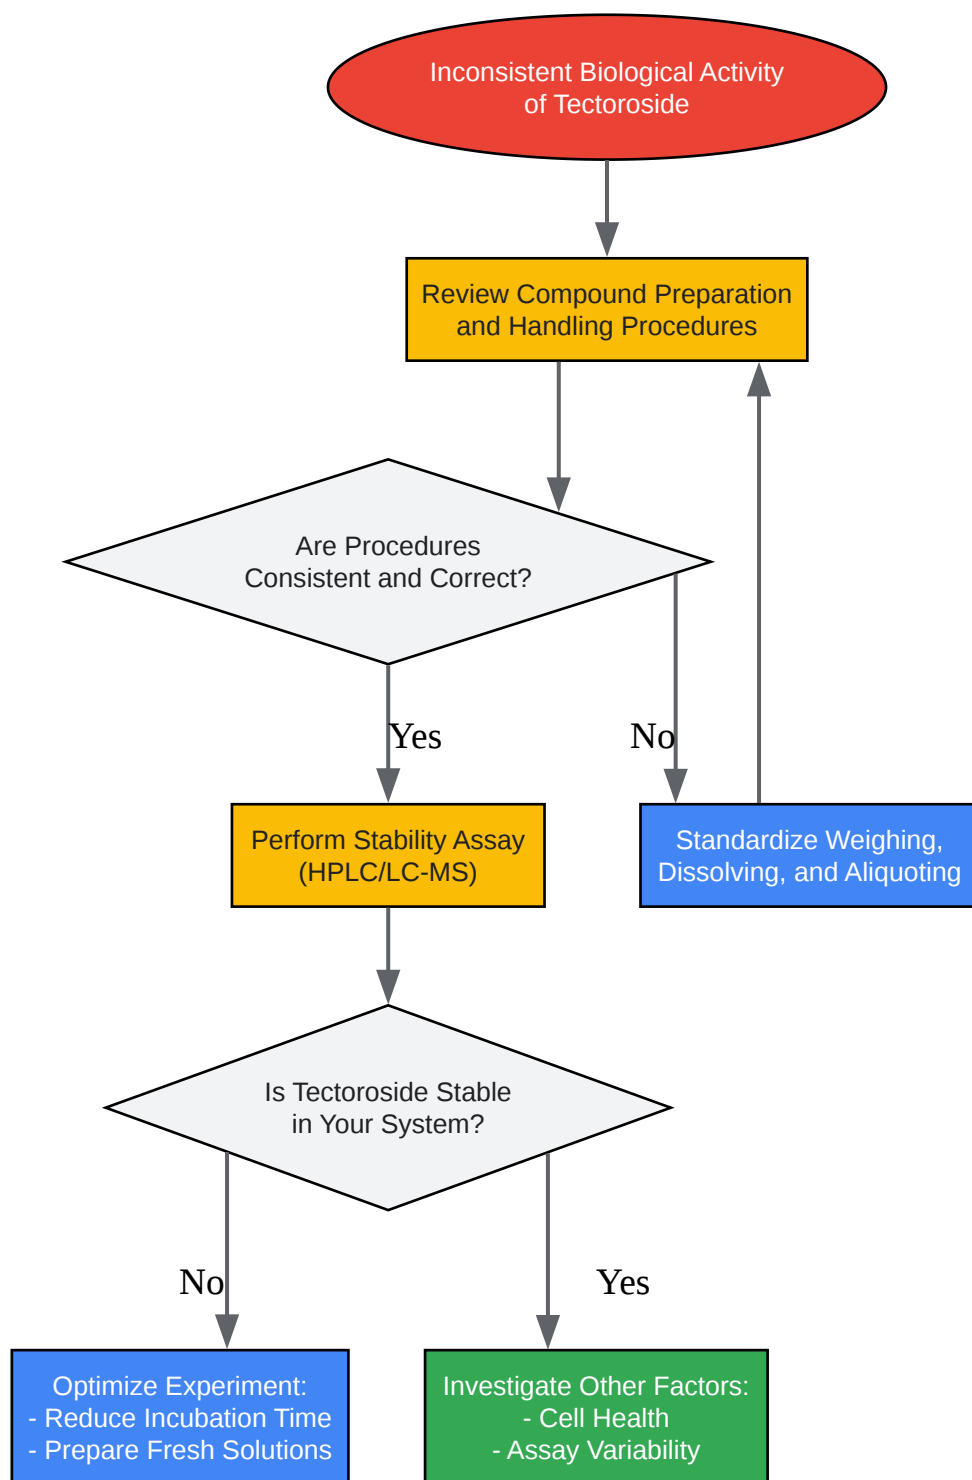 Inconsistent Biological Activity
of Tectoroside
Review Compound Preparation
and Handling Procedures
Are Procedures
Consistent and Correct?
Yes
No
Perform Stability Assay
(HPLC/LC-MS)
Standardize Weighing,
Dissolving, and Aliquoting
Is Tectoroside Stable
in Your System?
No
Yes
Optimize Experiment:
- Reduce Incubation Time
- Prepare Fresh Solutions
Investigate Other Factors:
- Cell Health
- Assay Variability